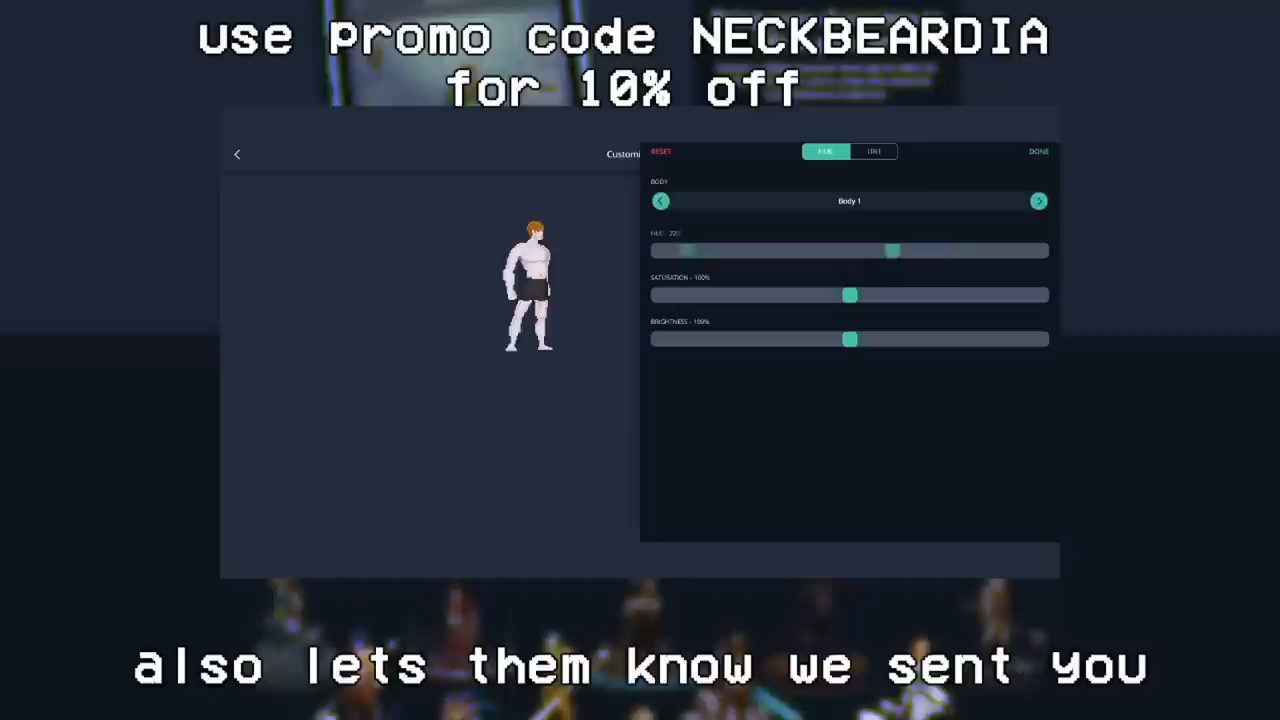 use promo code NECKBEARDIA
for 10% off
Customi
RESET
HUE
TINT
DONE
BODY
Body 1
SATURATION - 100%
BRIGHTNESS - 100%
also lets them know we sent you